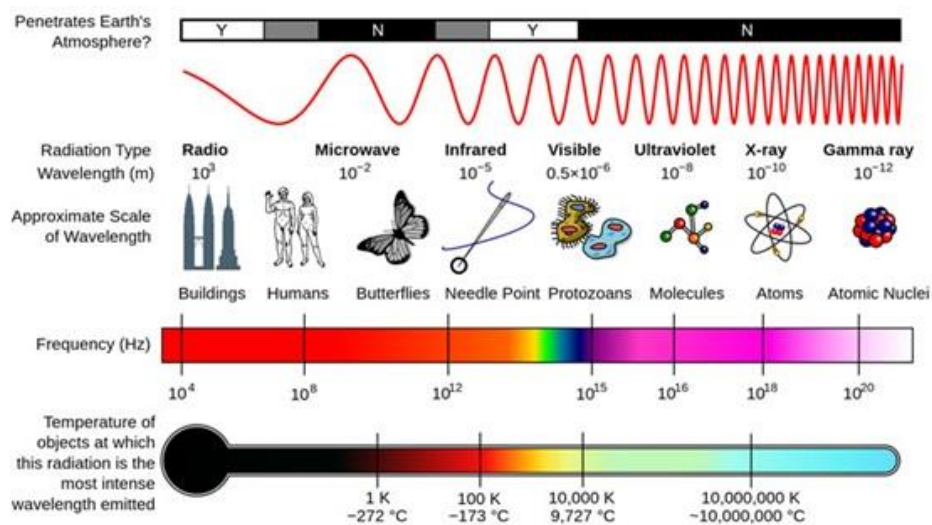 Penetrates Earth's
Atmosphere?
Y N Y N
Radiation Type
Radio Microwave Infrared Visible Ultraviolet X-ray Gamma ray
Wavelength (m)
10³ 10⁻² 10⁻⁵ 0.5×10⁻⁶ 10⁻⁸ 10⁻¹⁰ 10⁻¹²
Approximate Scale
of Wavelength
Buildings Humans Butterflies Needle Point Protozoans Molecules Atoms Atomic Nuclei
Frequency (Hz)
10⁴ 10⁸ 10¹² 10¹⁵ 10¹⁶ 10¹⁸ 10²⁰
Temperature of
objects at which
this radiation is the
most intense
wavelength emitted
1 K 100 K 10,000 K 10,000,000 K
−272 °C −173 °C 9,727 °C ~10,000,000 °C